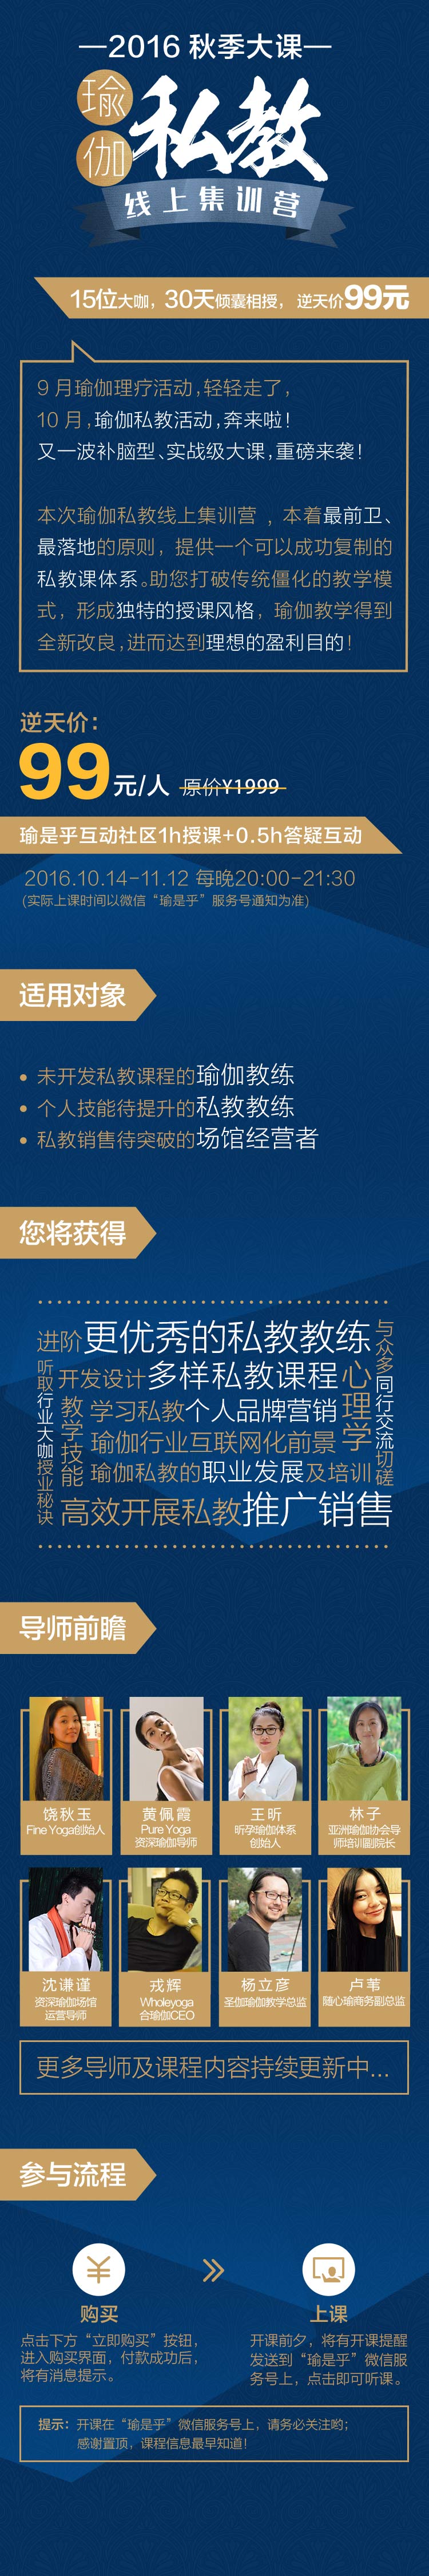 —2016 秋季大课—
瑜伽
私教
线上集训营
15位大咖，30天倾囊相授，逆天价99元
9 月瑜伽理疗活动，轻轻走了，
10 月，瑜伽私教活动，奔来啦！
又一波补脑型、实战级大课，重磅来袭！
本次瑜伽私教线上集训营 ，本着最前卫、
最落地的原则，提供一个可以成功复制的
私教课体系。助您打破传统僵化的教学模
式，形成独特的授课风格，瑜伽教学得到
全新改良，进而达到理想的盈利目的！
逆天价：
99元/人 原价¥1999
瑜是乎互动社区1h授课+0.5h答疑互动
2016.10.14-11.12 每晚20:00-21:30
(实际上课时间以微信“瑜是乎”服务号通知为准)
适用对象
• 未开发私教课程的瑜伽教练
• 个人技能待提升的私教教练
• 私教销售待突破的场馆经营者
您将获得
进阶更优秀的私教教练
与众多同行交流切磋
听取行业大咖授业秘诀
开发设计多样私教课程
心理学
教学技能
学习私教个人品牌营销
瑜伽行业互联网化前景
瑜伽私教的职业发展及培训
高效开展私教推广销售
导师前瞻
饶秋玉
Fine Yoga创始人
黄佩霞
Pure Yoga
资深瑜伽导师
王昕
昕孕瑜伽体系
创始人
林子
亚洲瑜伽协会导
师培训副院长
沈谦谨
资深瑜伽场馆
运营导师
戎辉
Wholeyoga
合瑜伽CEO
杨立彦
圣伽瑜伽教学总监
卢苇
随心瑜商务副总监
更多导师及课程内容持续更新中...
参与流程
购买
点击下方“立即购买”按钮，
进入购买界面，付款成功后，
将有消息提示。
上课
开课前夕，将有开课提醒
发送到“瑜是乎”微信服
务号上，点击即可听课。
提示：开课在“瑜是乎”微信服务号上，请务必关注哟；
感谢置顶，课程信息最早知道！